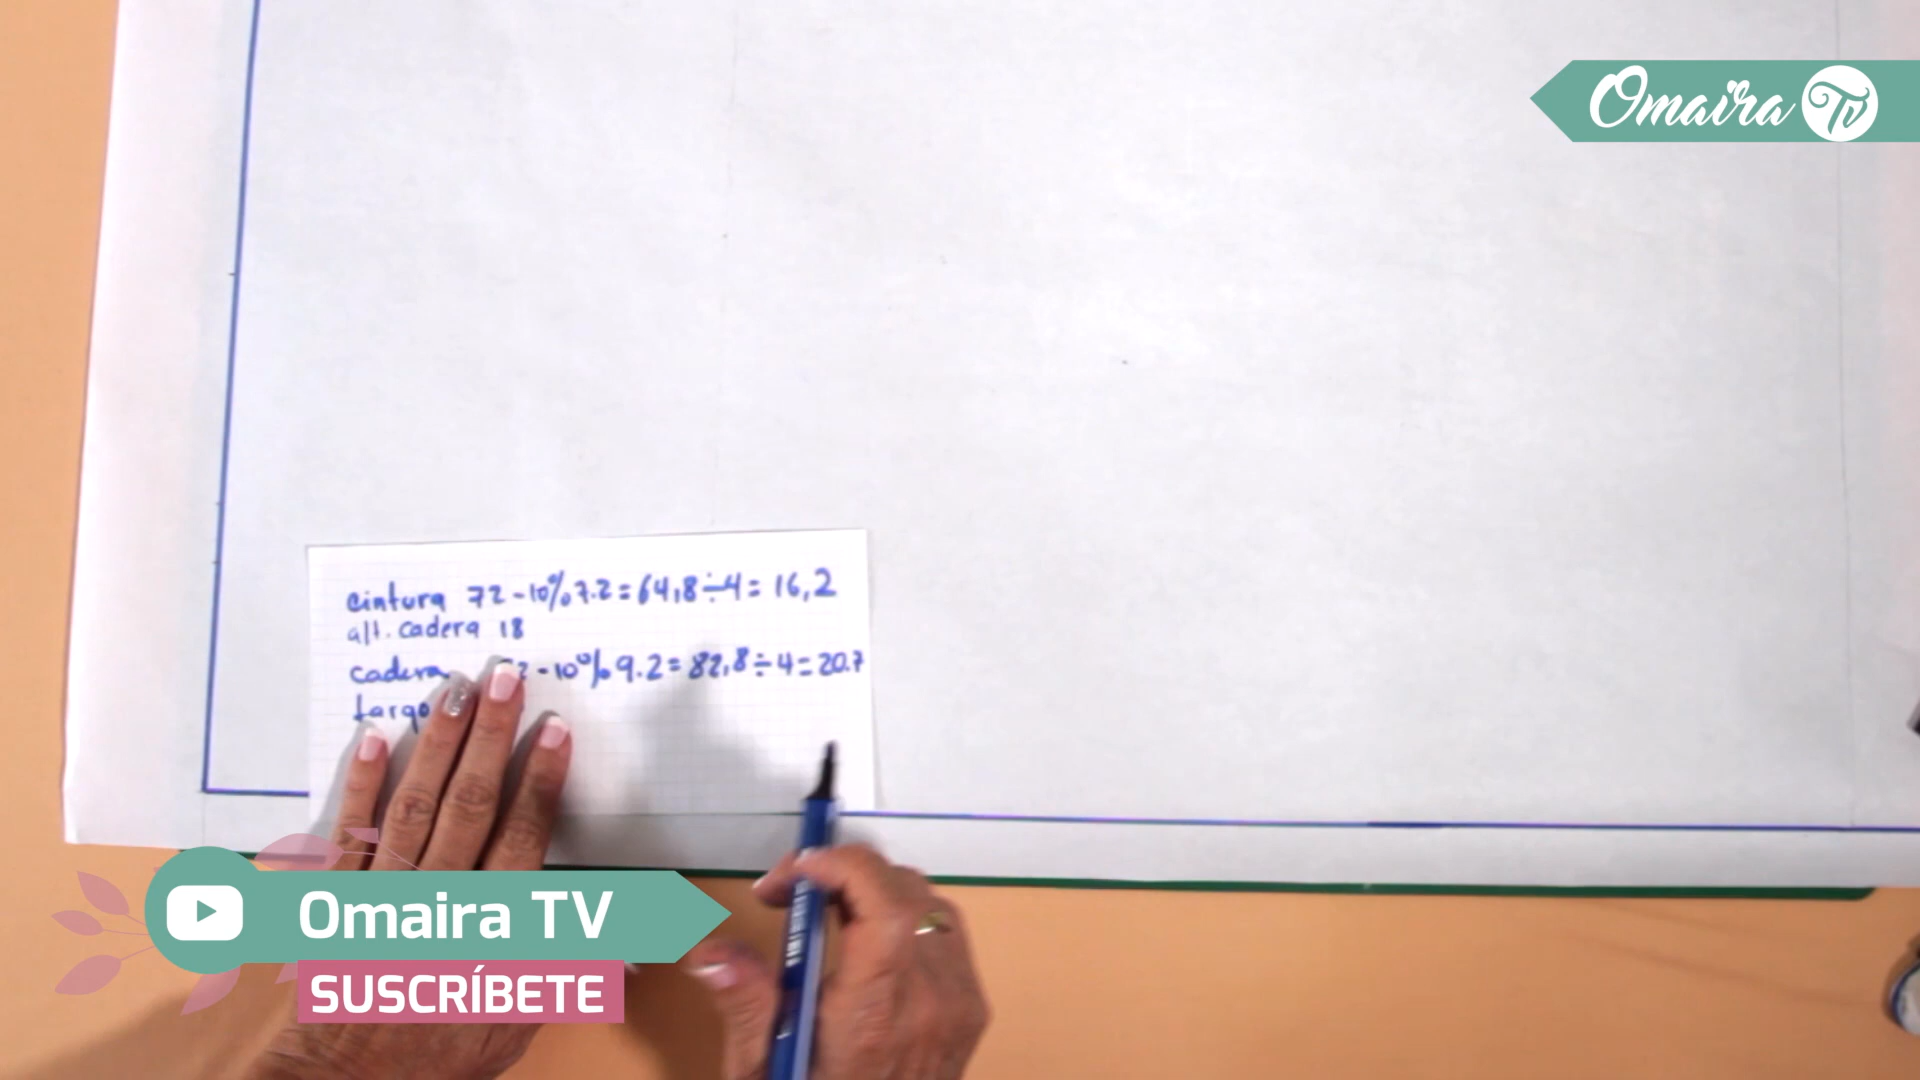 Omaira TV
cintura 72 - 10% 7.2 = 64,8 ÷ 4 = 16,2
alt. cadera 18
cadera - 10% 9.2 = 82,8 ÷ 4 = 20.7
largo
Omaira TV
SUSCRÍBETE